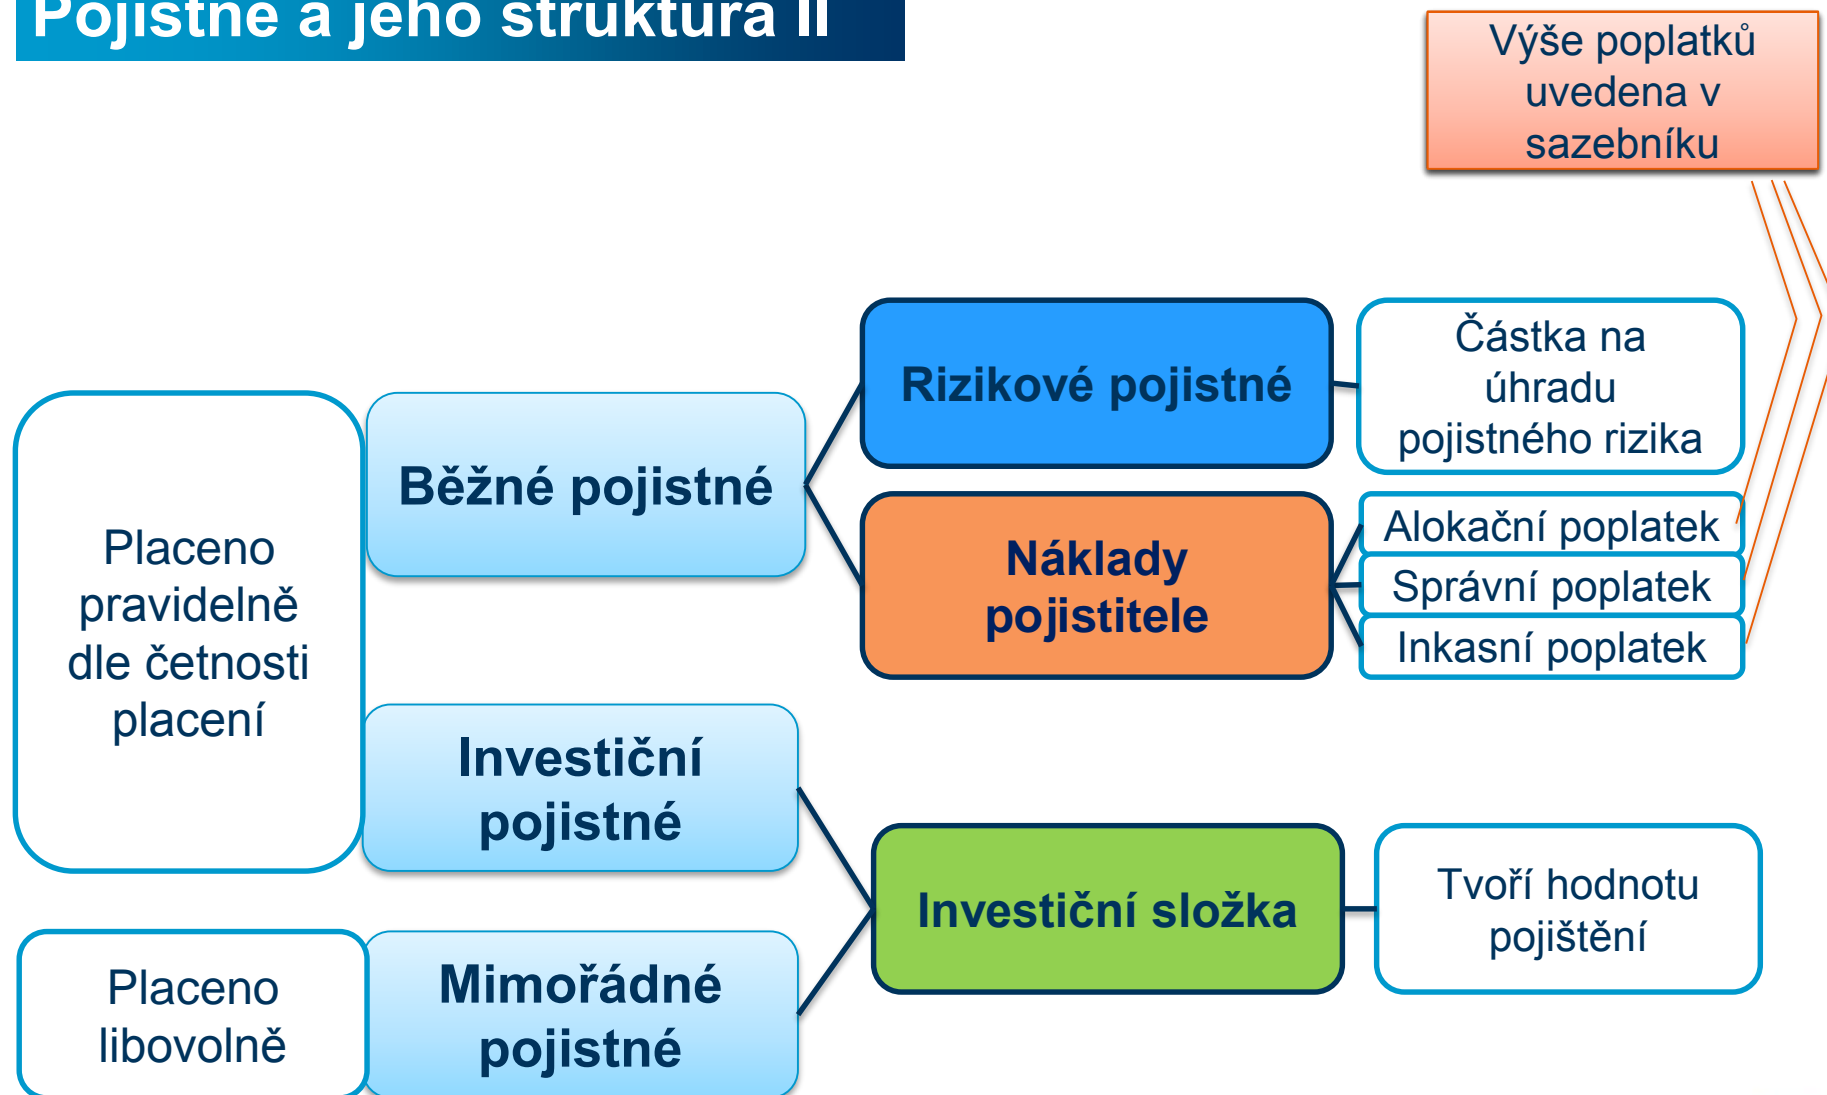 Pojistné a jeho struktura II
Výše poplatků
uvedena v
sazebníku
Placeno
pravidelně
dle četnosti
placení
Běžné pojistné
Rizikové pojistné
Částka na
úhradu
pojistného rizika
Náklady
pojistitele
Alokační poplatek
Správní poplatek
Inkasní poplatek
Investiční
pojistné
Investiční složka
Tvoří hodnotu
pojištění
Placeno
libovolně
Mimořádné
pojistné